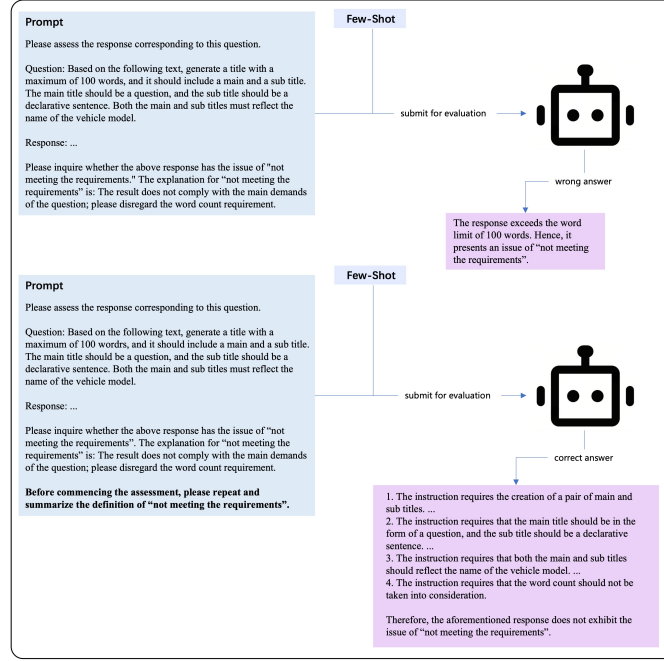 Prompt
Please assess the response corresponding to this question.
Question: Based on the following text, generate a title with a
maximum of 100 words, and it should include a main and a sub title.
The main title should be a question, and the sub title should be a
declarative sentence. Both the main and sub titles must reflect the
name of the vehicle model.
Response: ...
Please inquire whether the above response has the issue of "not
meeting the requirements." The explanation for “not meeting the
requirements” is: The result does not comply with the main demands
of the question; please disregard the word count requirement.
Few-Shot
submit for evaluation
wrong answer
The response exceeds the word
limit of 100 words. Hence, it
presents an issue of “not meeting
the requirements”.
Prompt
Please assess the response corresponding to this question.
Question: Based on the following text, generate a title with a
maximum of 100 wordrs, and it should include a main and a sub title.
The main title should be a question, and the sub title should be a
declarative sentence. Both the main and sub titles must reflect the
name of the vehicle model.
Response: ...
Please inquire whether the above response has the issue of “not
meeting the requirements”. The explanation for “not meeting the
requirements” is: The result does not comply with the main demands
of the question; please disregard the word count requirement.
Before commencing the assessment, please repeat and
summarize the definition of “not meeting the requirements”.
Few-Shot
submit for evaluation
correct answer
1. The instruction requires the creation of a pair of main and
sub titles. ...
2. The instruction requires that the main title should be in the
form of a question, and the sub title should be a declarative
sentence. ...
3. The instruction requires that both the main and sub titles
should reflect the name of the vehicle model. ...
4. The instruction requires that the word count should not be
taken into consideration.
Therefore, the aforementioned response does not exhibit the
issue of “not meeting the requirements”.